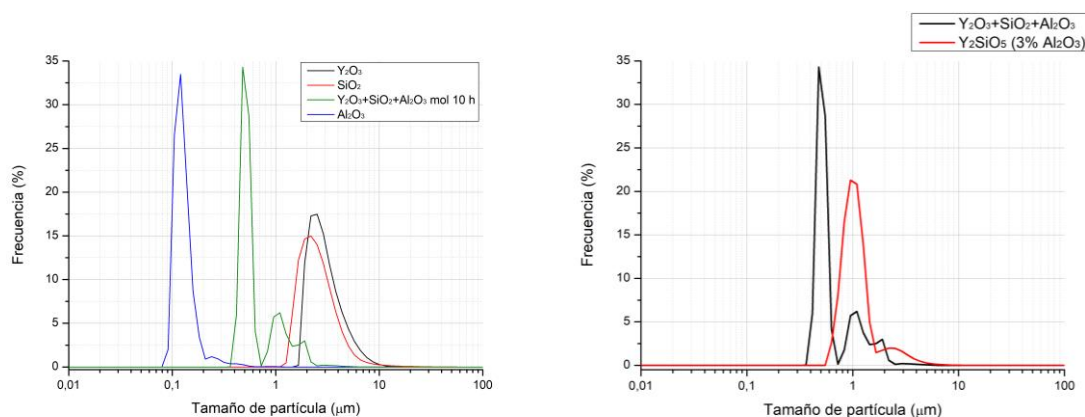 Y₂O₃+SiO₂+Al₂O₃
Y₂SiO₅ (3% Al₂O₃)
35
30
25
20
15
10
5
0
Frecuencia (%)
Y₂O₃
SiO₂
Y₂O₃+SiO₂+Al₂O₃ mol 10 h
Al₂O₃
0,01
0,1
1
10
100
Tamaño de partícula (μm)
35
30
25
20
15
10
5
0
Frecuencia (%)
0,01
0,1
1
10
100
Tamaño de partícula (μm)